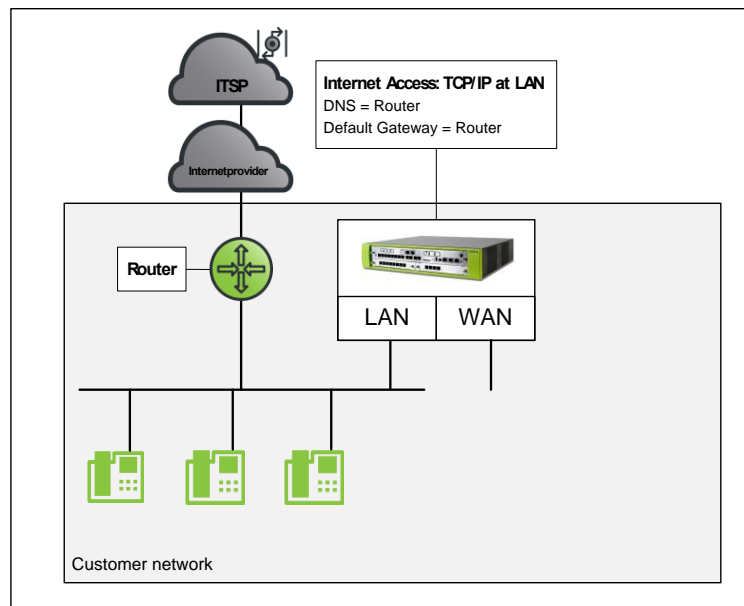 ITSP
Internet Access: TCP/IP at LAN
DNS = Router
Default Gateway = Router
Internetprovider
Router
LAN
WAN
Customer network